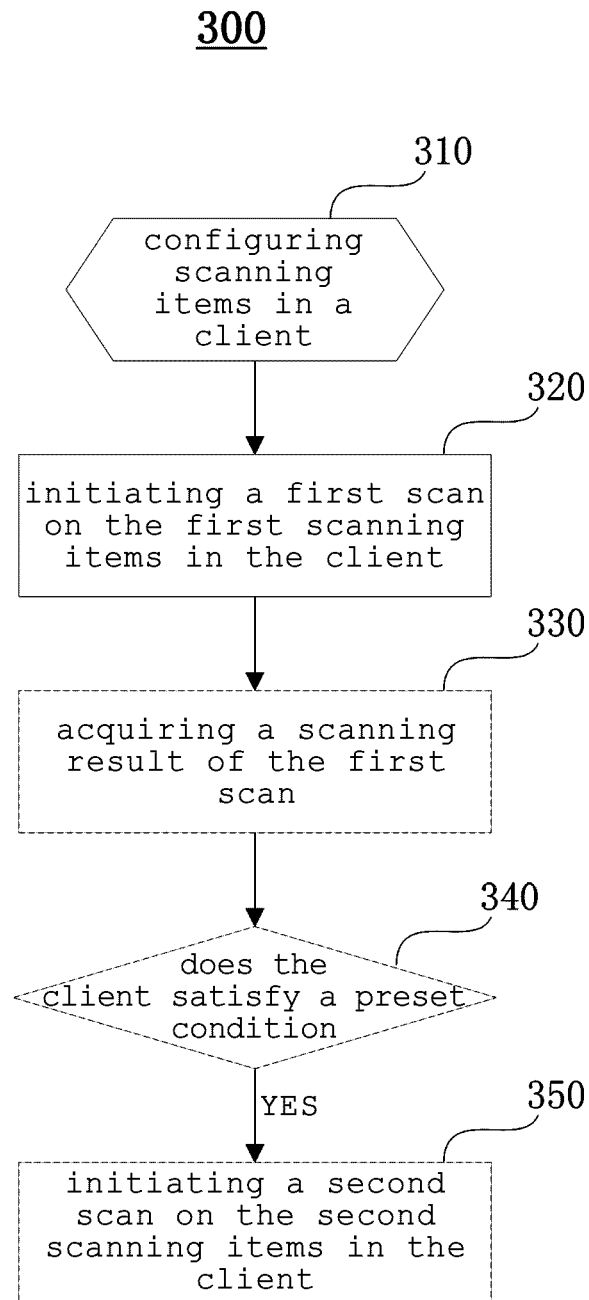 300
310
configuring
scanning
items in a
client
320
initiating a first scan
on the first scanning
items in the client
330
acquiring a scanning
result of the first
scan
340
does the
client satisfy a preset
condition
YES
350
initiating a second
scan on the second
scanning items in the
client